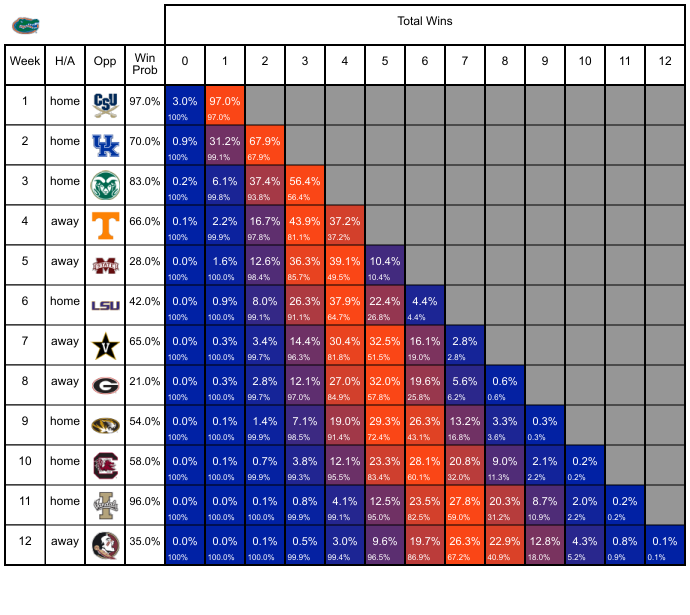 Total Wins
Week H/A Opp Win Prob 0 1 2 3 4 5 6 7 8 9 10 11 12
1 home CSU 97.0% 3.0% 97.0%
100% 97.0%
2 home UK 70.0% 0.9% 31.2% 67.9%
100% 99.1% 67.9%
3 home 83.0% 0.2% 6.1% 37.4% 56.4%
100% 99.8% 93.8% 56.4%
4 away T 66.0% 0.1% 2.2% 16.7% 43.9% 37.2%
100% 99.9% 97.8% 81.1% 37.2%
5 away M STATE 28.0% 0.0% 1.6% 12.6% 36.3% 39.1% 10.4%
100% 100.0% 98.4% 85.7% 49.5% 10.4%
6 home LSU 42.0% 0.0% 0.9% 8.0% 26.3% 37.9% 22.4% 4.4%
100% 100.0% 99.1% 91.1% 64.7% 26.8% 4.4%
7 away V 65.0% 0.0% 0.3% 3.4% 14.4% 30.4% 32.5% 16.1% 2.8%
100% 100.0% 99.7% 96.3% 81.8% 51.5% 19.0% 2.8%
8 away G 21.0% 0.0% 0.3% 2.8% 12.1% 27.0% 32.0% 19.6% 5.6% 0.6%
100% 100.0% 99.7% 97.0% 84.9% 57.8% 25.8% 6.2% 0.6%
9 home 54.0% 0.0% 0.1% 1.4% 7.1% 19.0% 29.3% 26.3% 13.2% 3.3% 0.3%
100% 100.0% 99.9% 98.5% 91.4% 72.4% 43.1% 16.8% 3.6% 0.3%
10 home C 58.0% 0.0% 0.1% 0.7% 3.8% 12.1% 23.3% 28.1% 20.8% 9.0% 2.1% 0.2%
100% 100.0% 99.9% 99.3% 95.5% 83.4% 60.1% 32.0% 11.3% 2.2% 0.2%
11 home I 96.0% 0.0% 0.0% 0.1% 0.8% 4.1% 12.5% 23.5% 27.8% 20.3% 8.7% 2.0% 0.2%
100% 100.0% 100.0% 99.9% 99.1% 95.0% 82.5% 59.0% 31.2% 10.9% 2.2% 0.2%
12 away 35.0% 0.0% 0.0% 0.1% 0.5% 3.0% 9.6% 19.7% 26.3% 22.9% 12.8% 4.3% 0.8% 0.1%
100% 100.0% 100.0% 99.9% 99.4% 96.5% 86.9% 67.2% 40.9% 18.0% 5.2% 0.9% 0.1%